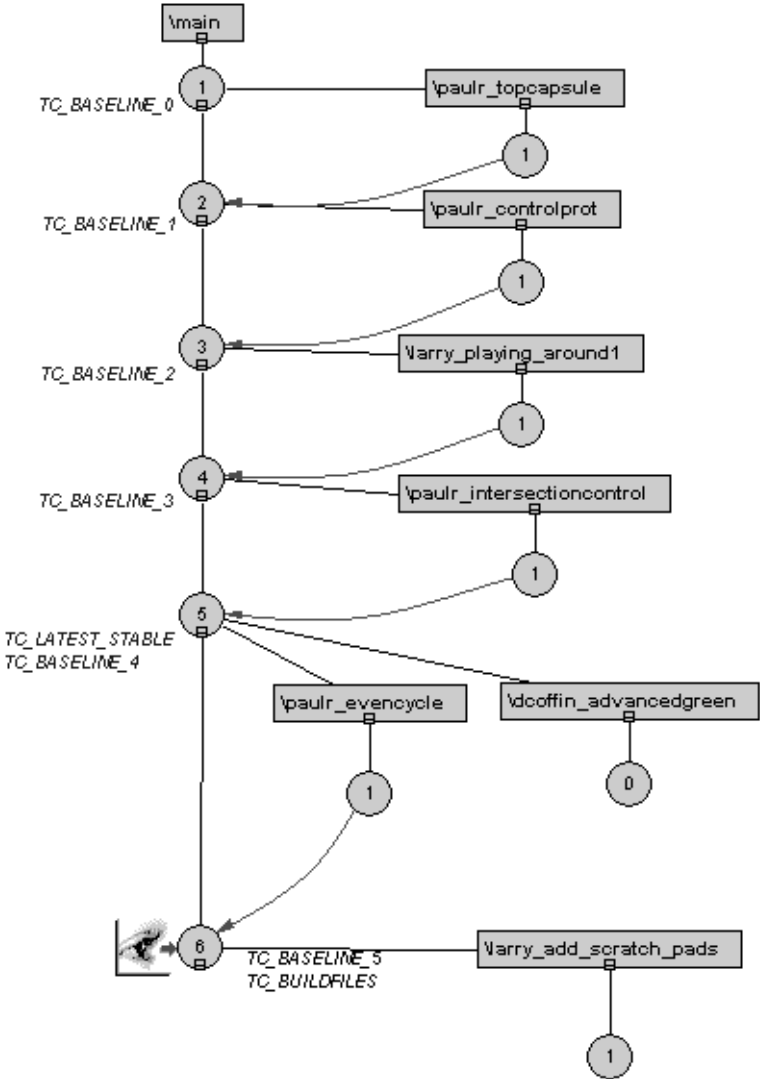 \main
1
\paulr_topcapsule
TC_BASELINE_0
1
2
\paulr_controlprot
TC_BASELINE_1
1
3
\larry_playing_around1
TC_BASELINE_2
1
4
\paulr_intersectioncontrol
TC_BASELINE_3
1
5
TC_LATEST_STABLE
TC_BASELINE_4
\paulr_evencycle
\dcoffin_advancedgreen
1
0
6
TC_BASELINE_5
TC_BUILDFILES
\larry_add_scratch_pads
1